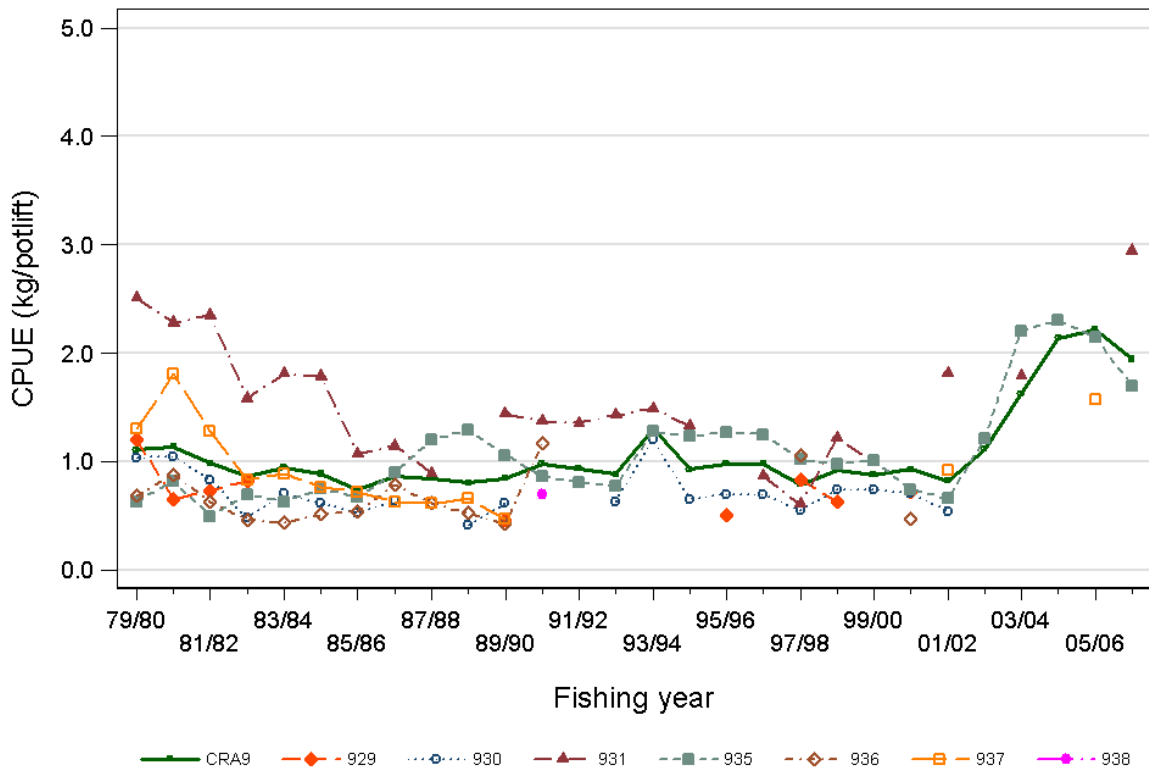 CPUE (kg/potlift)
5.0
4.0
3.0
2.0
1.0
0.0
79/80 83/84 87/88 91/92 95/96 99/00 03/04
81/82 85/86 89/90 93/94 97/98 01/02 05/06
Fishing year
CRA9 929 930 931 935 936 937 938